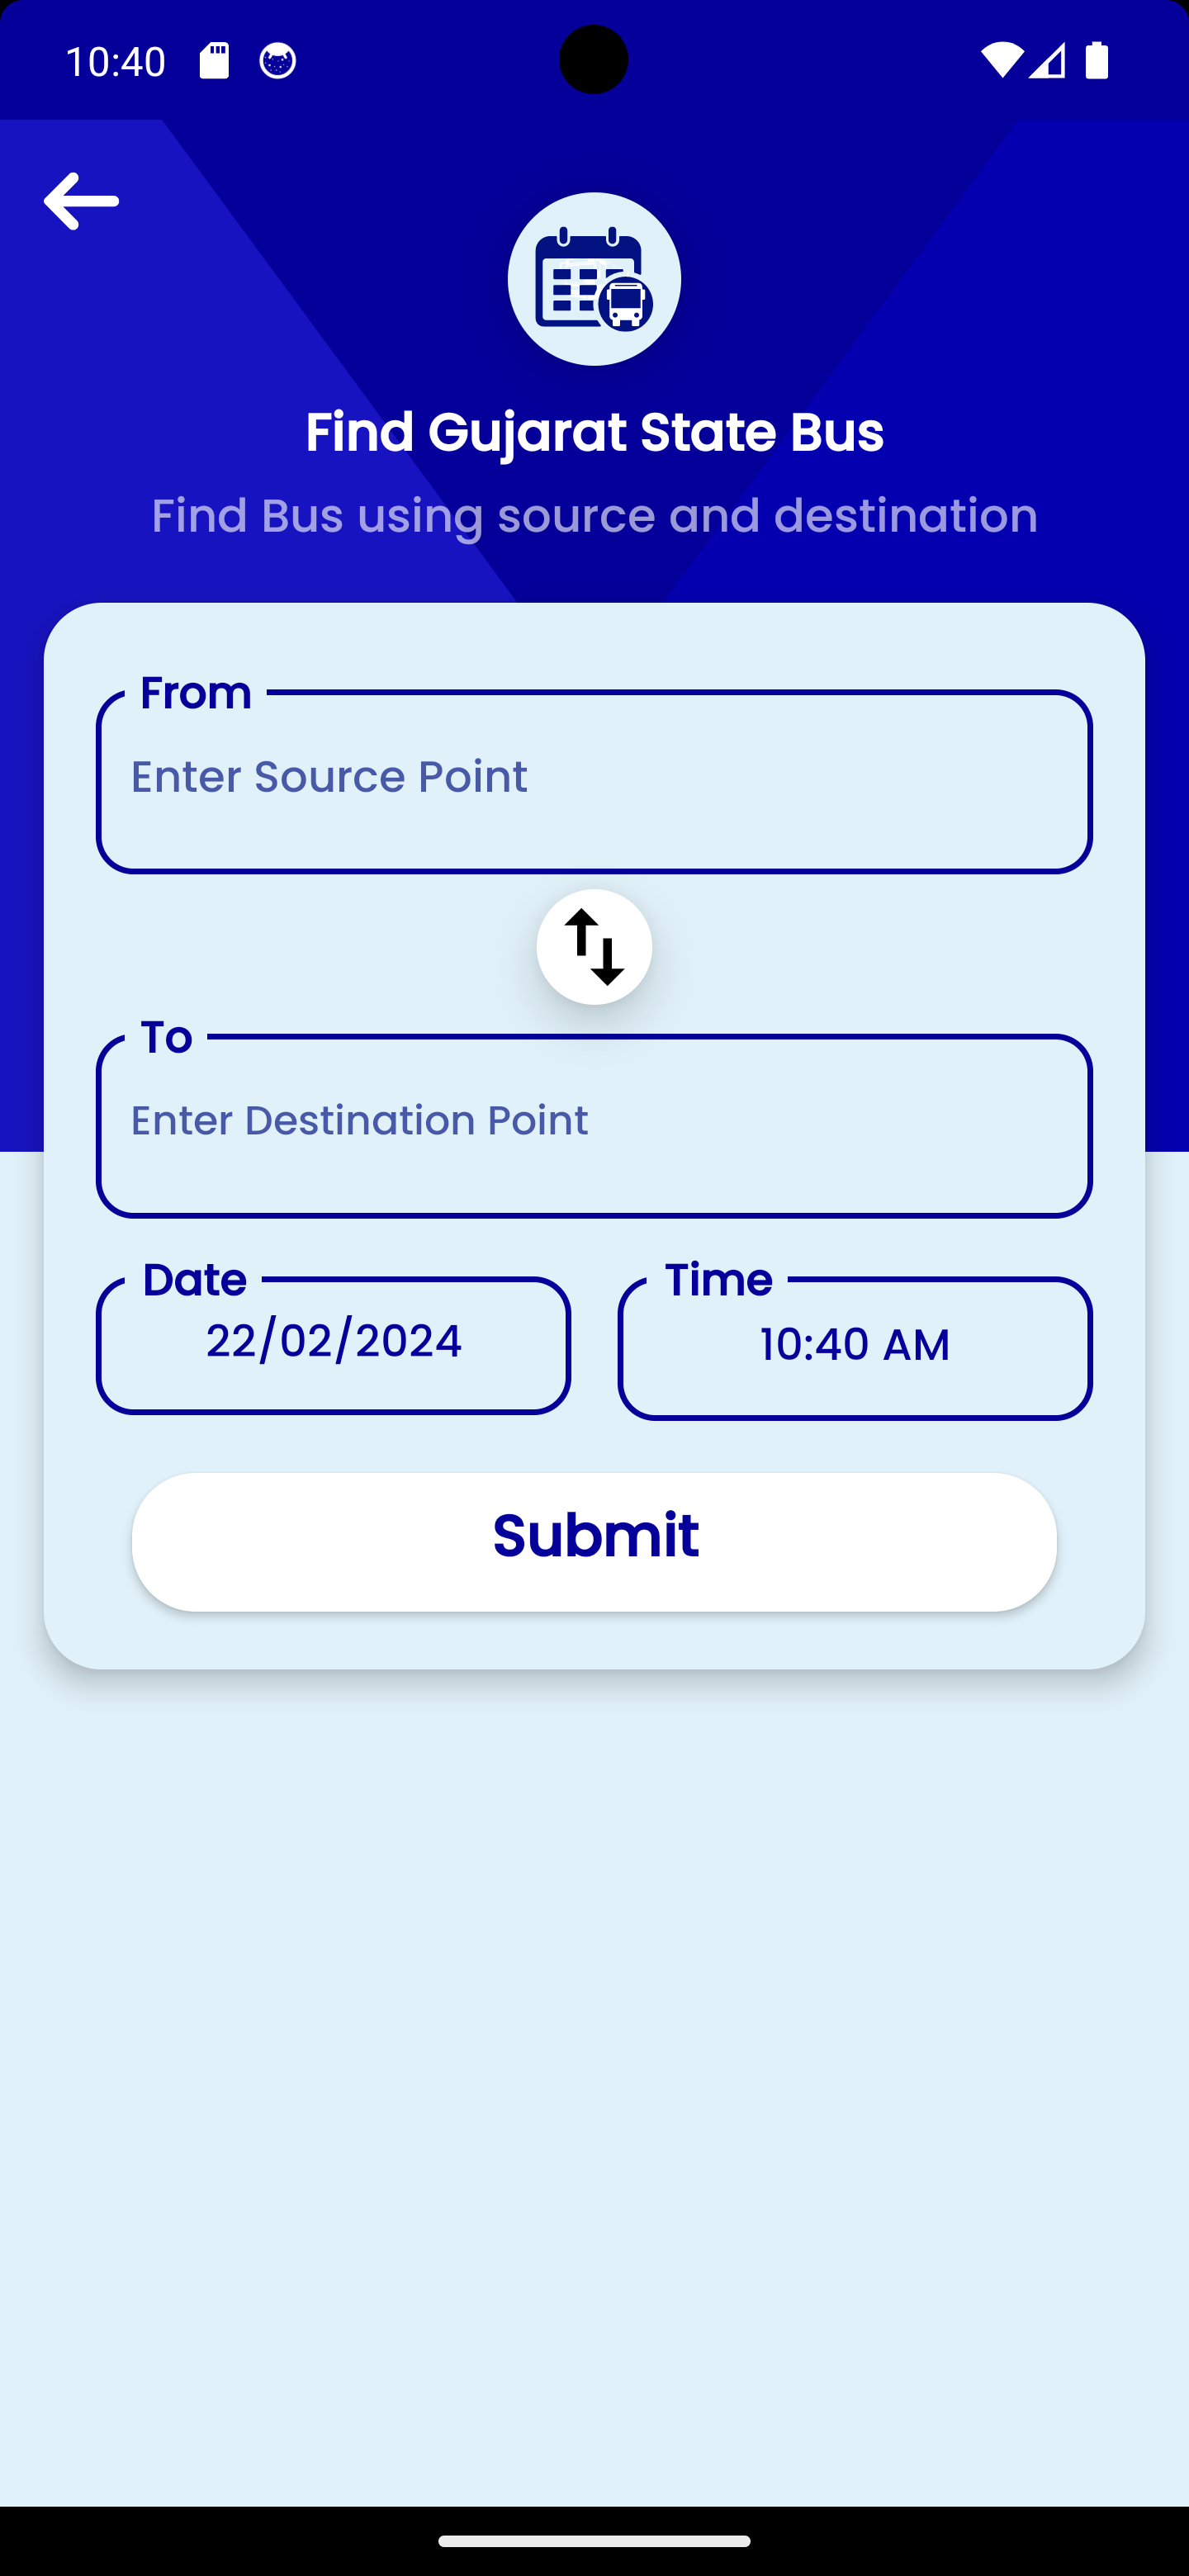 10:40
Find Gujarat State Bus
Find Bus using source and destination
From
Enter Source Point
To
Enter Destination Point
Date
Time
22/02/2024
10:40 AM
Submit